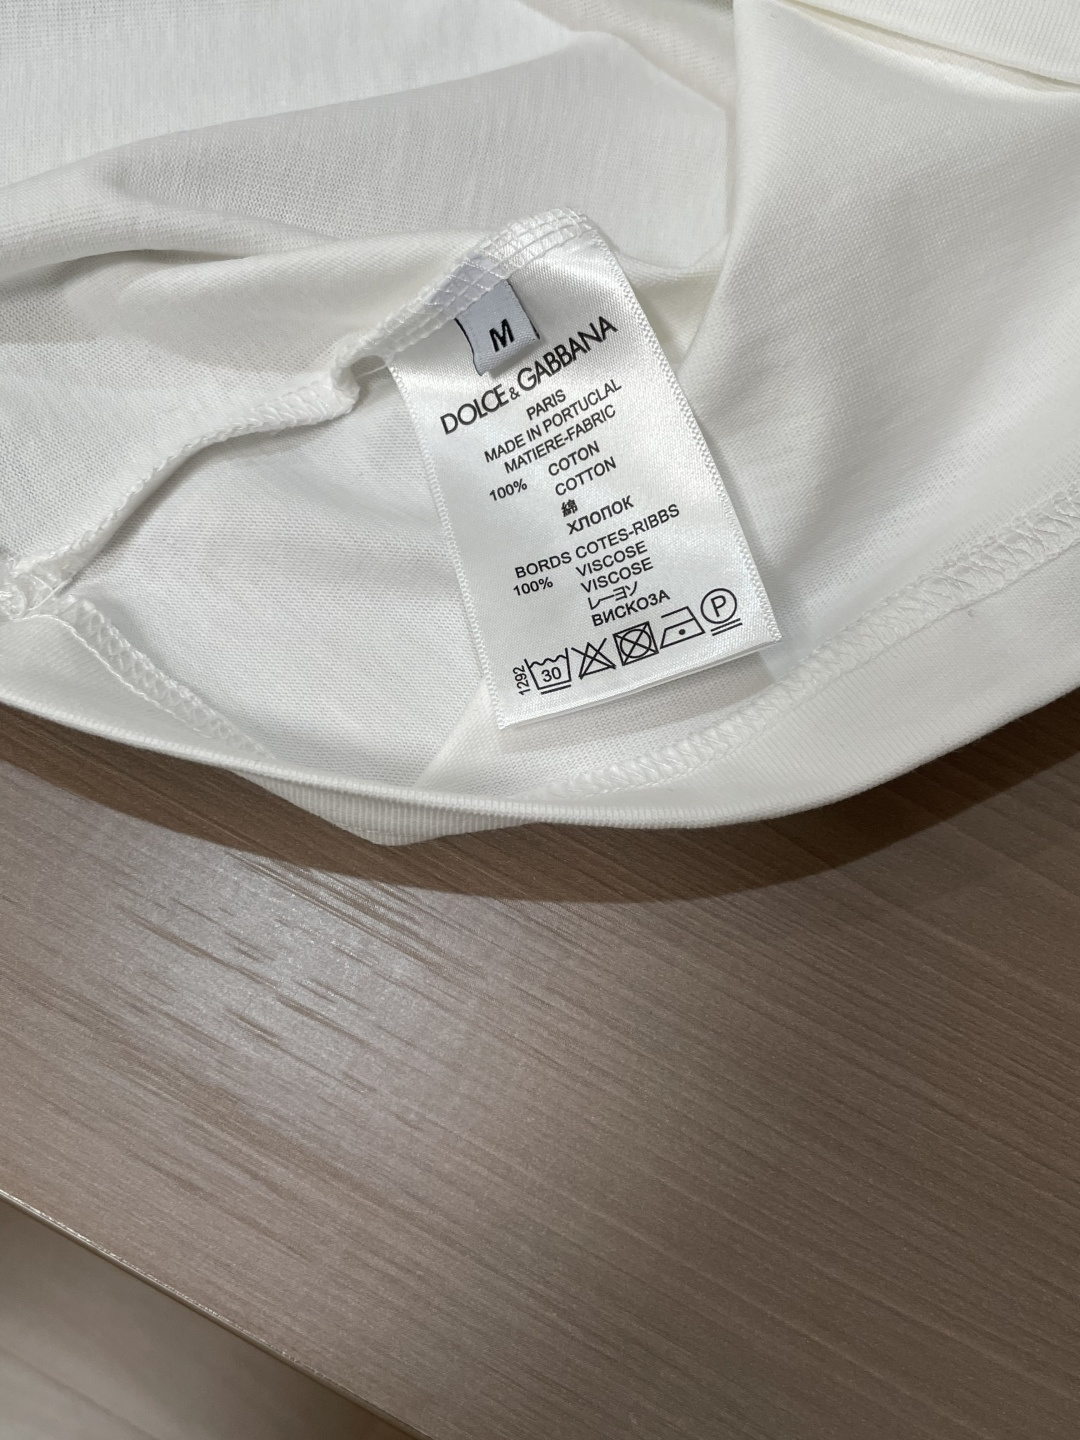 M
DOLCE & GABBANA
PARIS
MADE IN PORTUCLAL
MATIERE-FABRIC
100% COTON
COTTON
綿
ХЛОПОК
BORDS COTES-RIBBS
100% VISCOSE
VISCOSE
レーヨン
ВИСКОЗА
1292 30 P